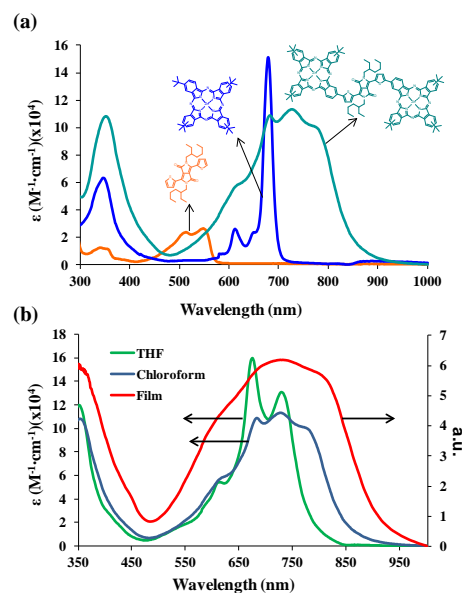 (a)
ε (M⁻¹·cm⁻¹)(x10⁴)
16
14
12
10
8
6
4
2
0
300 400 500 600 700 800 900 1000
Wavelength (nm)
(b)
ε (M⁻¹·cm⁻¹)(x10⁴)
18
16
14
12
10
8
6
4
2
0
THF
Chloroform
Film
7
6
5
4
3
2
1
0
a.u.
350 450 550 650 750 850 950
Wavelength (nm)